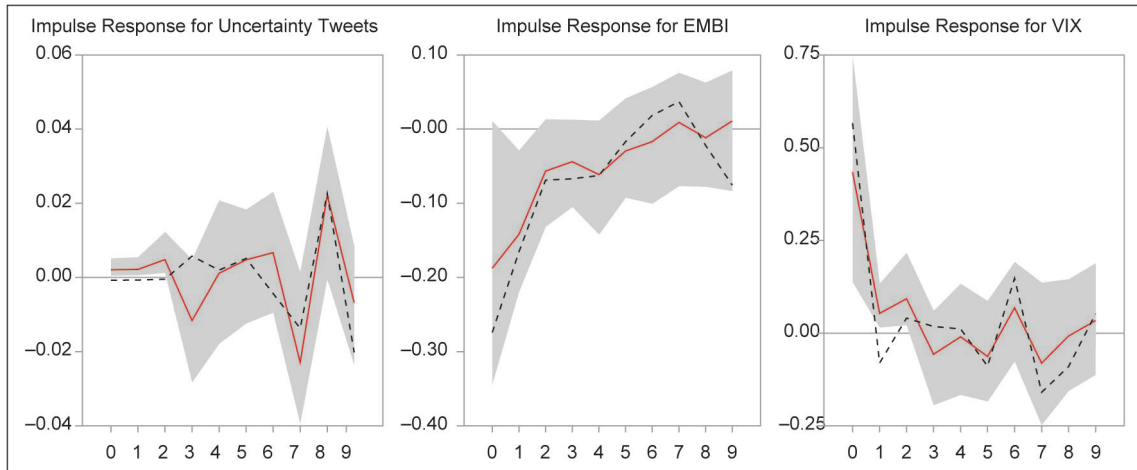 Impulse Response for Uncertainty Tweets
0.06
0.04
0.02
0.00
–0.02
–0.04
0 1 2 3 4 5 6 7 8 9
Impulse Response for EMBI
0.10
–0.00
–0.10
–0.20
–0.30
–0.40
0 1 2 3 4 5 6 7 8 9
Impulse Response for VIX
0.75
0.50
0.25
0.00
–0.25
0 1 2 3 4 5 6 7 8 9